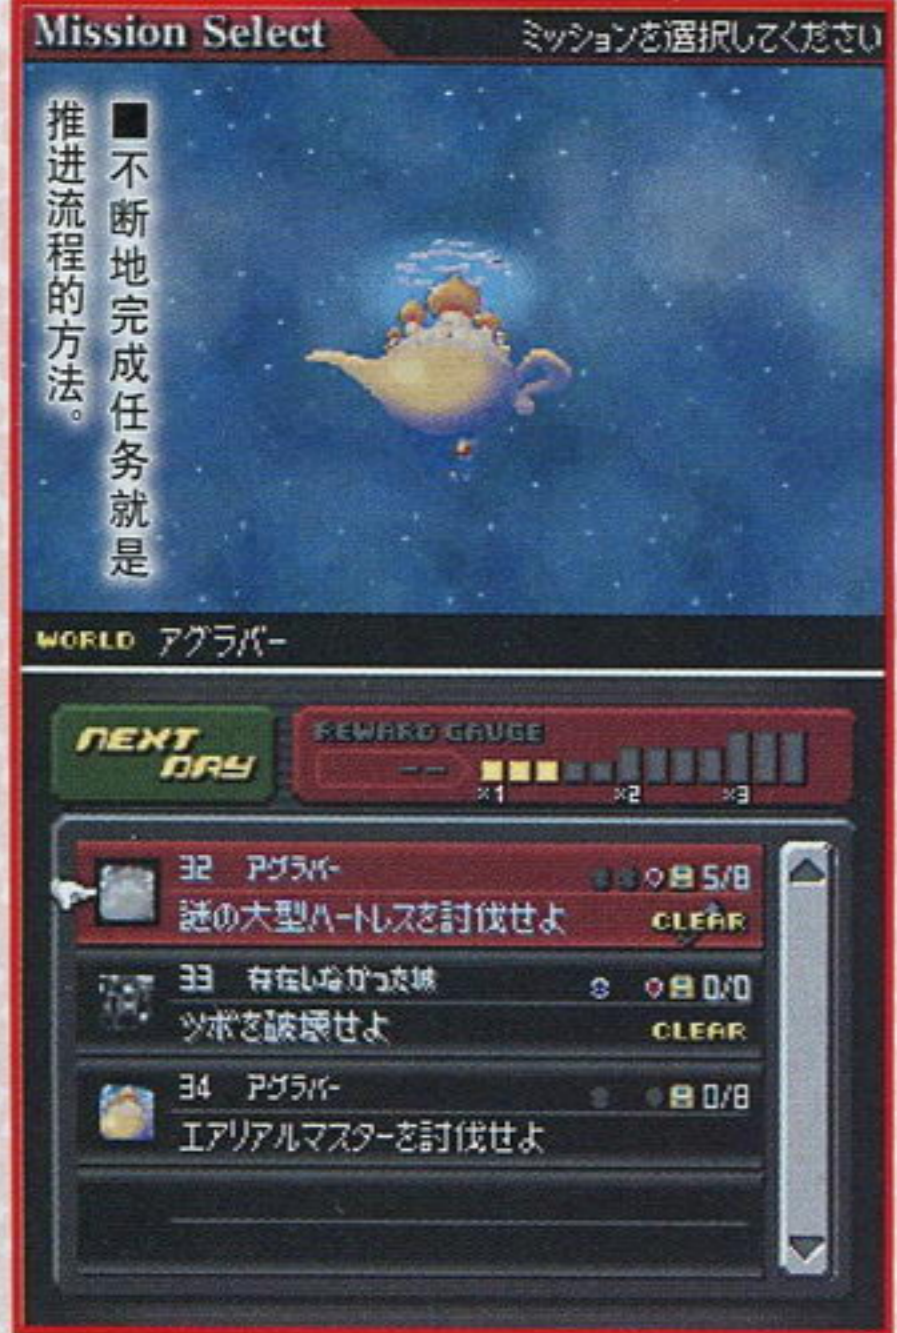 Mission Select
ミッションを選択してください
■不断地完成任务就是
推进流程的方法。
WORLD アグラバー
NEXT DAY
REWARD GAUGE
--
×1 ×2 ×3
32 アグラバー 5/8
謎の大型ハートレスを討伐せよ CLEAR
33 存在しなかった城 0/0
ツボを破壊せよ CLEAR
34 アグラバー 0/8
エアリアルマスターを討伐せよ